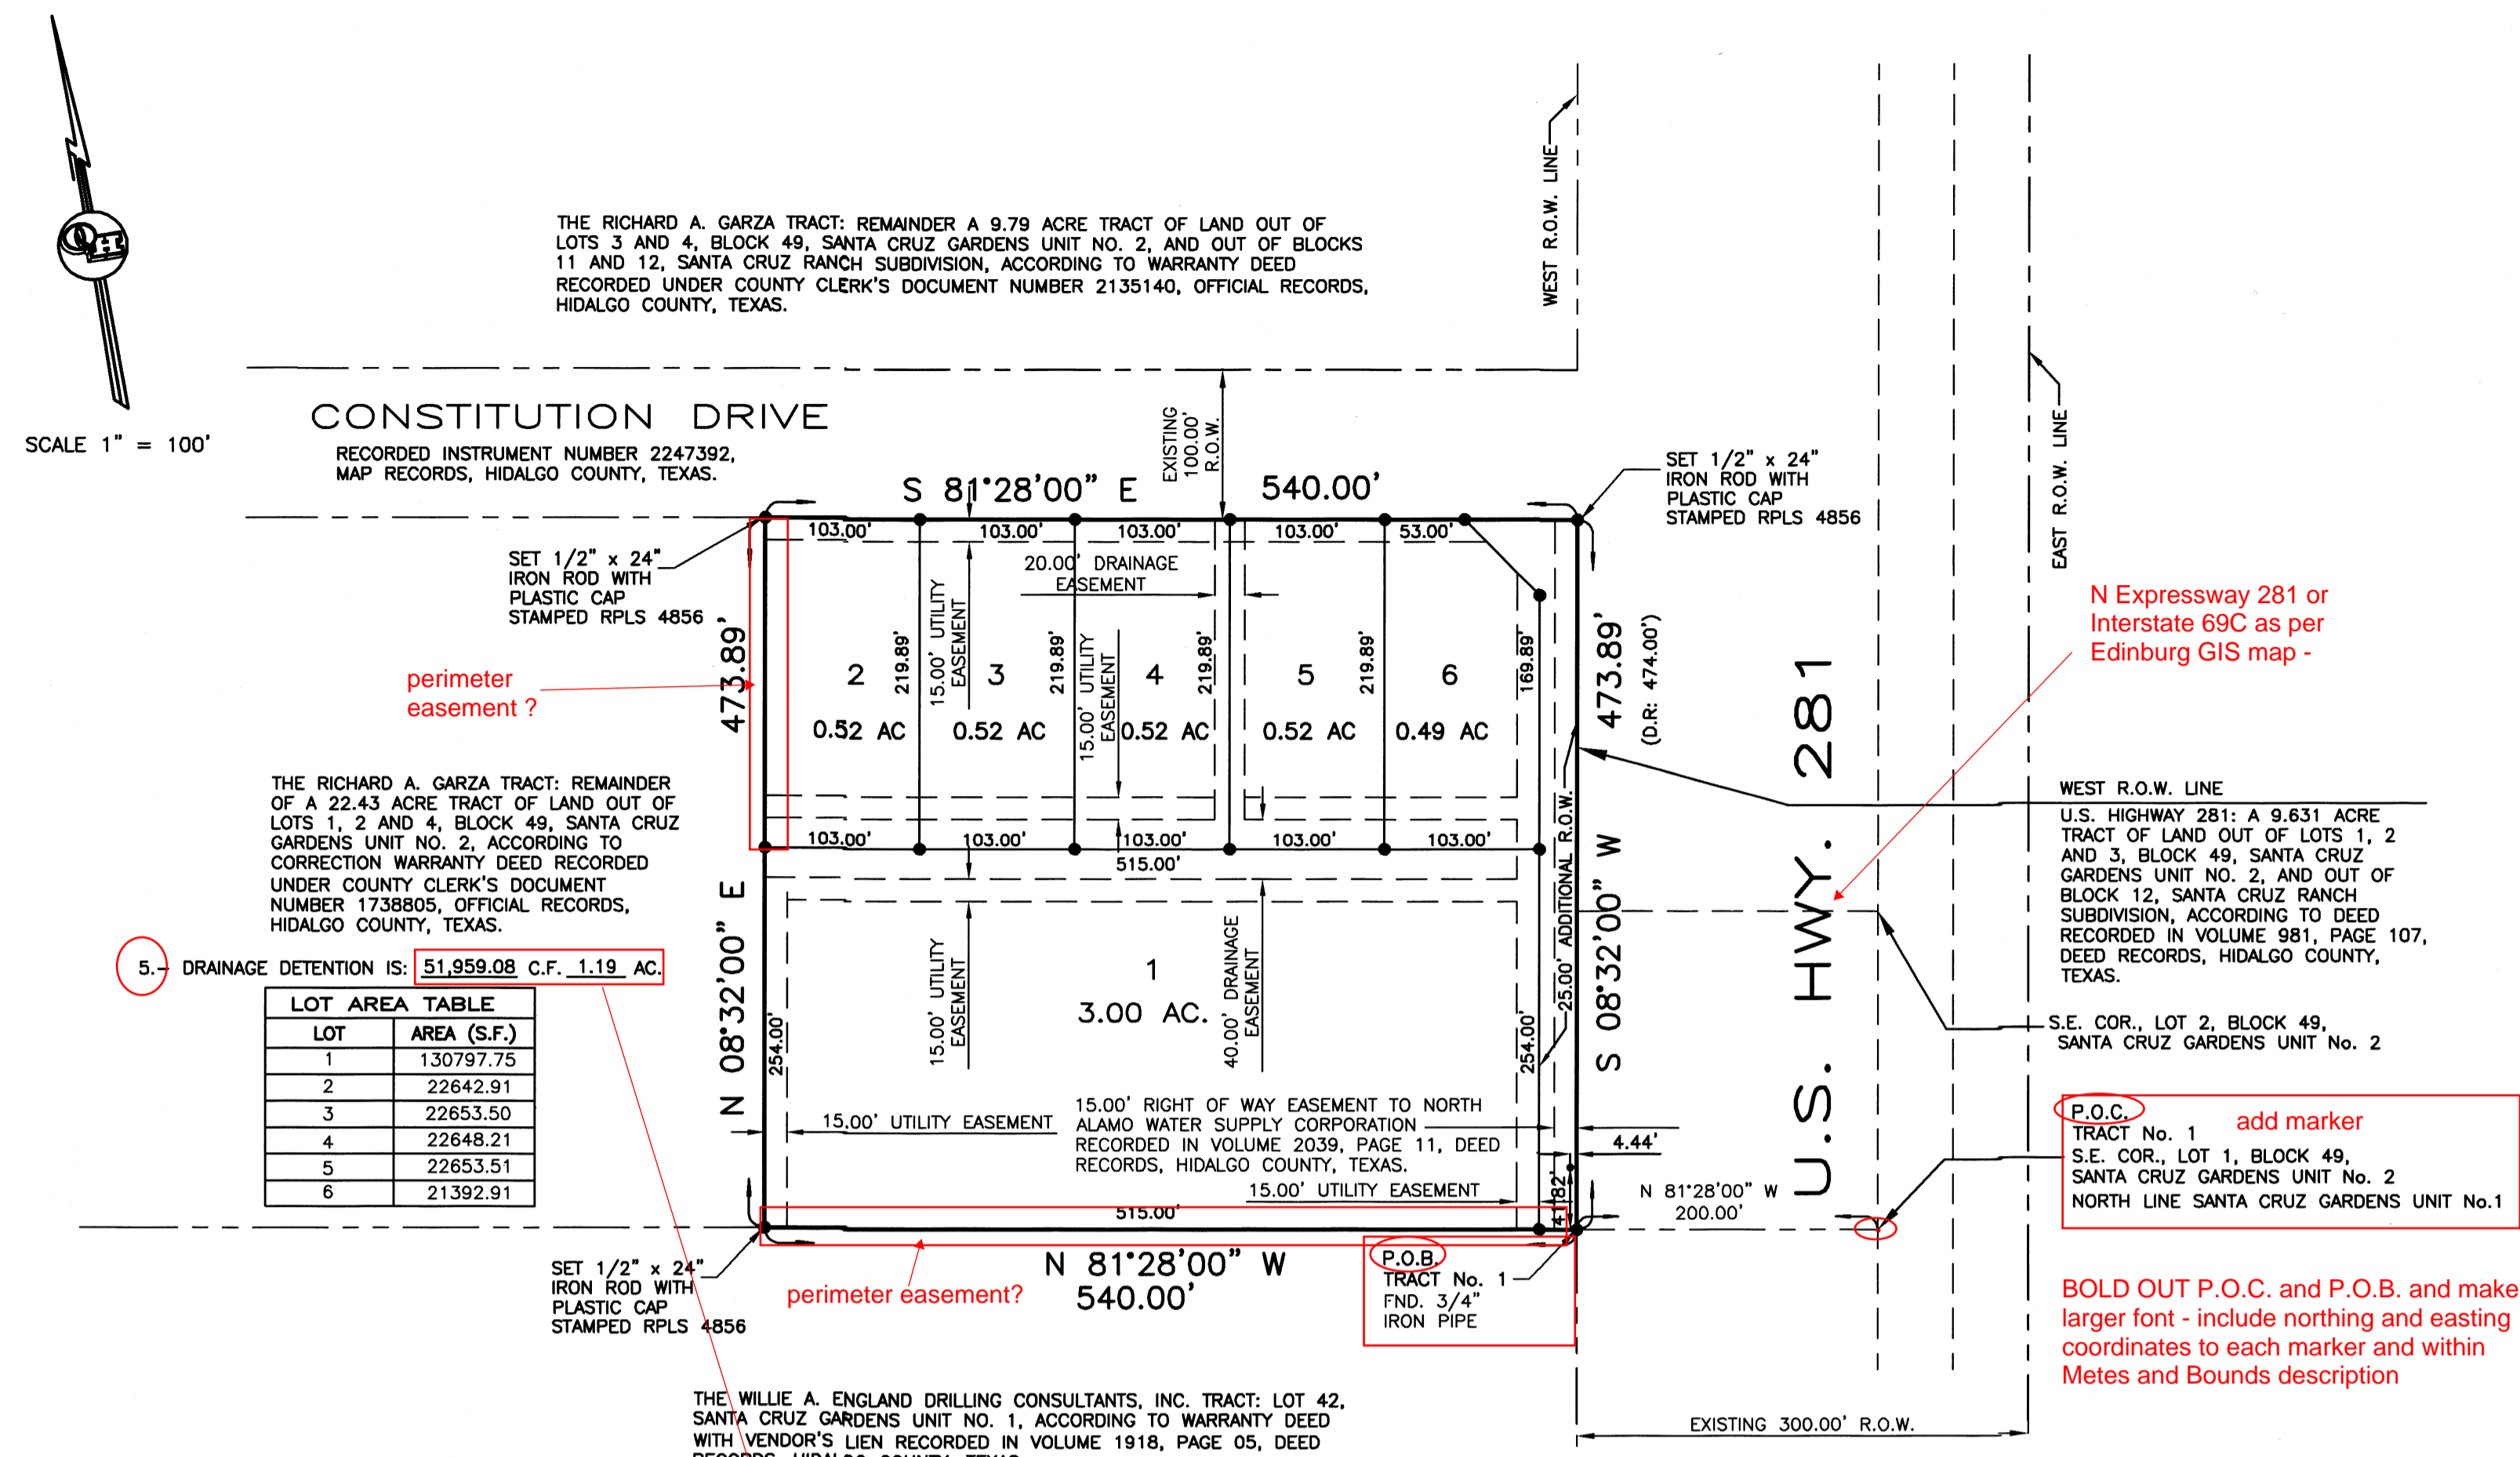 THE RICHARD A. GARZA TRACT: REMAINDER A 9.79 ACRE TRACT OF LAND OUT OF
LOTS 3 AND 4, BLOCK 49, SANTA CRUZ GARDENS UNIT NO. 2, AND OUT OF BLOCKS
11 AND 12, SANTA CRUZ RANCH SUBDIVISION, ACCORDING TO WARRANTY DEED
RECORDED UNDER COUNTY CLERK'S DOCUMENT NUMBER 2135140, OFFICIAL RECORDS,
HIDALGO COUNTY, TEXAS.
WEST R.O.W. LINE
SCALE 1" = 100'
CONSTITUTION DRIVE
RECORDED INSTRUMENT NUMBER 2247392,
MAP RECORDS, HIDALGO COUNTY, TEXAS.
EXISTING
100.00'
R.O.W.
EAST R.O.W. LINE
S 81°28'00" E 540.00'
SET 1/2" x 24"
IRON ROD WITH
PLASTIC CAP
STAMPED RPLS 4856
SET 1/2" x 24"
IRON ROD WITH
PLASTIC CAP
STAMPED RPLS 4856
103.00' 103.00' 103.00' 103.00' 53.00'
20.00' DRAINAGE
EASEMENT
473.89'
15.00' UTILITY
EASEMENT
15.00' UTILITY
EASEMENT
219.89' 219.89' 219.89' 219.89' 169.89'
2 3 4 5 6
0.52 AC 0.52 AC 0.52 AC 0.52 AC 0.49 AC
473.89'
(D.R: 474.00')
perimeter
easement ?
N Expressway 281 or
Interstate 69C as per
Edinburg GIS map -
U.S. HWY. 281
WEST R.O.W. LINE
U.S. HIGHWAY 281: A 9.631 ACRE
TRACT OF LAND OUT OF LOTS 1, 2
AND 3, BLOCK 49, SANTA CRUZ
GARDENS UNIT NO. 2, AND OUT OF
BLOCK 12, SANTA CRUZ RANCH
SUBDIVISION, ACCORDING TO DEED
RECORDED IN VOLUME 981, PAGE 107,
DEED RECORDS, HIDALGO COUNTY,
TEXAS.
THE RICHARD A. GARZA TRACT: REMAINDER
OF A 22.43 ACRE TRACT OF LAND OUT OF
LOTS 1, 2 AND 4, BLOCK 49, SANTA CRUZ
GARDENS UNIT NO. 2, ACCORDING TO
CORRECTION WARRANTY DEED RECORDED
UNDER COUNTY CLERK'S DOCUMENT
NUMBER 1738805, OFFICIAL RECORDS,
HIDALGO COUNTY, TEXAS.
103.00' 103.00' 103.00' 103.00' 103.00'
515.00'
25.00' ADDITIONAL R.O.W.
5.- DRAINAGE DETENTION IS: 51,959.08 C.F. 1.19 AC.
LOT AREA TABLE
LOT AREA (S.F.)
1 130797.75
2 22642.91
3 22653.50
4 22648.21
5 22653.51
6 21392.91
N 08°32'00" E
254.00'
15.00' UTILITY
EASEMENT
1
3.00 AC.
40.00' DRAINAGE
EASEMENT
254.00'
S 08°32'00" W
S.E. COR., LOT 2, BLOCK 49,
SANTA CRUZ GARDENS UNIT No. 2
15.00' UTILITY EASEMENT
15.00' RIGHT OF WAY EASEMENT TO NORTH
ALAMO WATER SUPPLY CORPORATION
RECORDED IN VOLUME 2039, PAGE 11, DEED
RECORDS, HIDALGO COUNTY, TEXAS.
4.44'
15.00' UTILITY EASEMENT
41.82'
N 81°28'00" W
200.00'
P.O.C. add marker
TRACT No. 1
S.E. COR., LOT 1, BLOCK 49,
SANTA CRUZ GARDENS UNIT No. 2
NORTH LINE SANTA CRUZ GARDENS UNIT No.1
515.00'
SET 1/2" x 24"
IRON ROD WITH
PLASTIC CAP
STAMPED RPLS 4856
perimeter easement?
N 81°28'00" W
540.00'
P.O.B.
TRACT No. 1
FND. 3/4"
IRON PIPE
BOLD OUT P.O.C. and P.O.B. and make
larger font - include northing and easting
coordinates to each marker and within
Metes and Bounds description
THE WILLIE A. ENGLAND DRILLING CONSULTANTS, INC. TRACT: LOT 42,
SANTA CRUZ GARDENS UNIT NO. 1, ACCORDING TO WARRANTY DEED
WITH VENDOR'S LIEN RECORDED IN VOLUME 1918, PAGE 05, DEED
RECORDS, HIDALGO COUNTY, TEXAS
EXISTING 300.00' R.O.W.